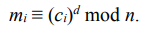 mᵢ ≡ (cᵢ)ᵈ mod n.